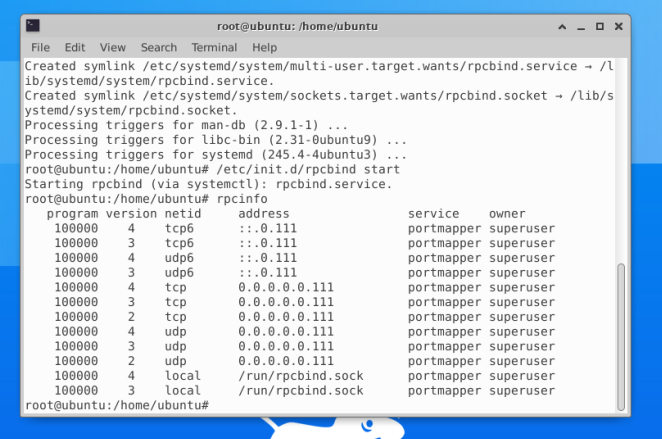 root@ubuntu: /home/ubuntu
File Edit View Search Terminal Help
Created symlink /etc/systemd/system/multi-user.target.wants/rpcbind.service → /l
ib/systemd/system/rpcbind.service.
Created symlink /etc/systemd/system/sockets.target.wants/rpcbind.socket → /lib/s
ystemd/system/rpcbind.socket.
Processing triggers for man-db (2.9.1-1) ...
Processing triggers for libc-bin (2.31-0ubuntu9) ...
Processing triggers for systemd (245.4-4ubuntu3) ...
root@ubuntu:/home/ubuntu# /etc/init.d/rpcbind start
Starting rpcbind (via systemctl): rpcbind.service.
root@ubuntu:/home/ubuntu# rpcinfo
   program version netid     address                service    owner
    100000    4    tcp6      ::.0.111               portmapper superuser
    100000    3    tcp6      ::.0.111               portmapper superuser
    100000    4    udp6      ::.0.111               portmapper superuser
    100000    3    udp6      ::.0.111               portmapper superuser
    100000    4    tcp       0.0.0.0.0.111          portmapper superuser
    100000    3    tcp       0.0.0.0.0.111          portmapper superuser
    100000    2    tcp       0.0.0.0.0.111          portmapper superuser
    100000    4    udp       0.0.0.0.0.111          portmapper superuser
    100000    3    udp       0.0.0.0.0.111          portmapper superuser
    100000    2    udp       0.0.0.0.0.111          portmapper superuser
    100000    4    local     /run/rpcbind.sock      portmapper superuser
    100000    3    local     /run/rpcbind.sock      portmapper superuser
root@ubuntu:/home/ubuntu#